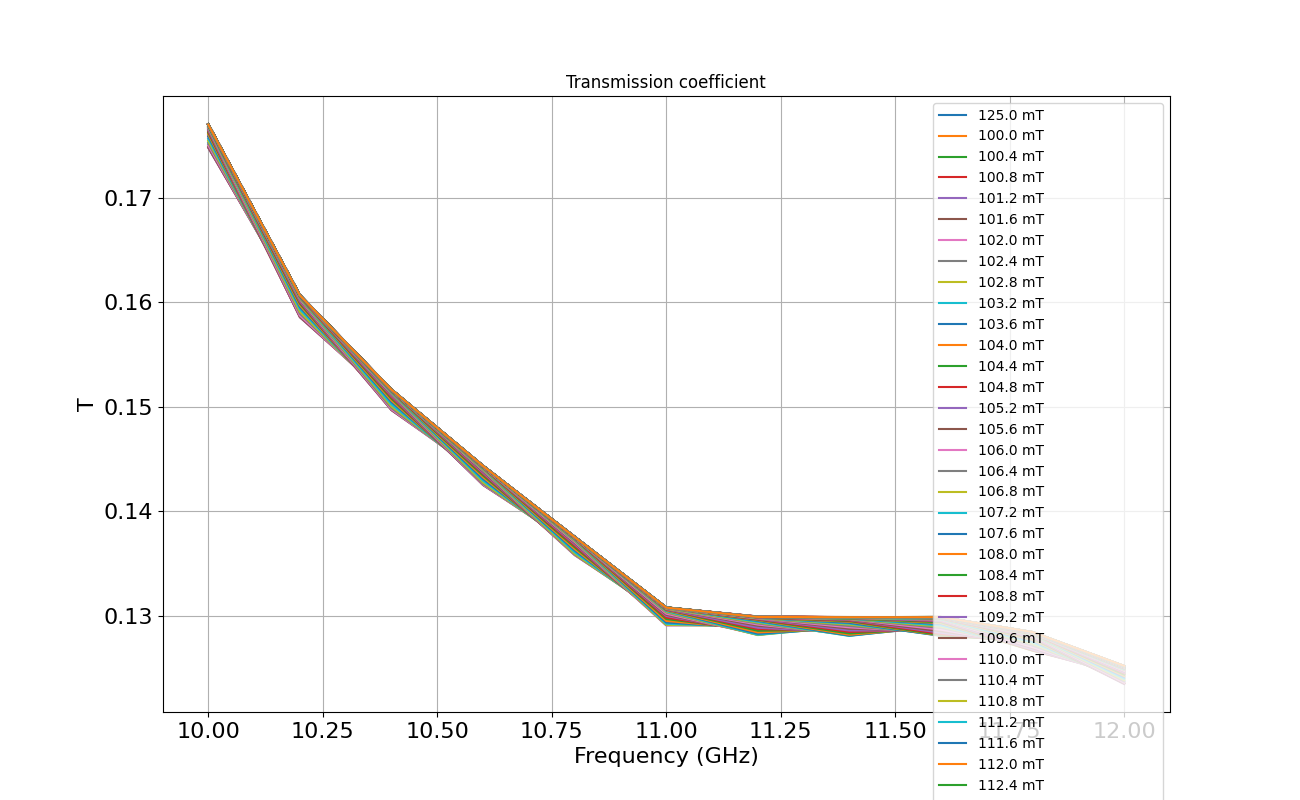 Transmission coefficient
T
0.17
0.16
0.15
0.14
0.13
10.00 10.25 10.50 10.75 11.00 11.25 11.50 11.75 12.00
Frequency (GHz)
125.0 mT
100.0 mT
100.4 mT
100.8 mT
101.2 mT
101.6 mT
102.0 mT
102.4 mT
102.8 mT
103.2 mT
103.6 mT
104.0 mT
104.4 mT
104.8 mT
105.2 mT
105.6 mT
106.0 mT
106.4 mT
106.8 mT
107.2 mT
107.6 mT
108.0 mT
108.4 mT
108.8 mT
109.2 mT
109.6 mT
110.0 mT
110.4 mT
110.8 mT
111.2 mT
111.6 mT
112.0 mT
112.4 mT